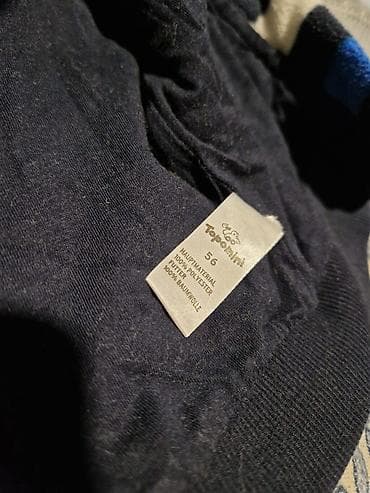 Topomini
56
HAUPTMATERIAL
100% POLYESTER
FUTTER
100% BAUMWOLLE